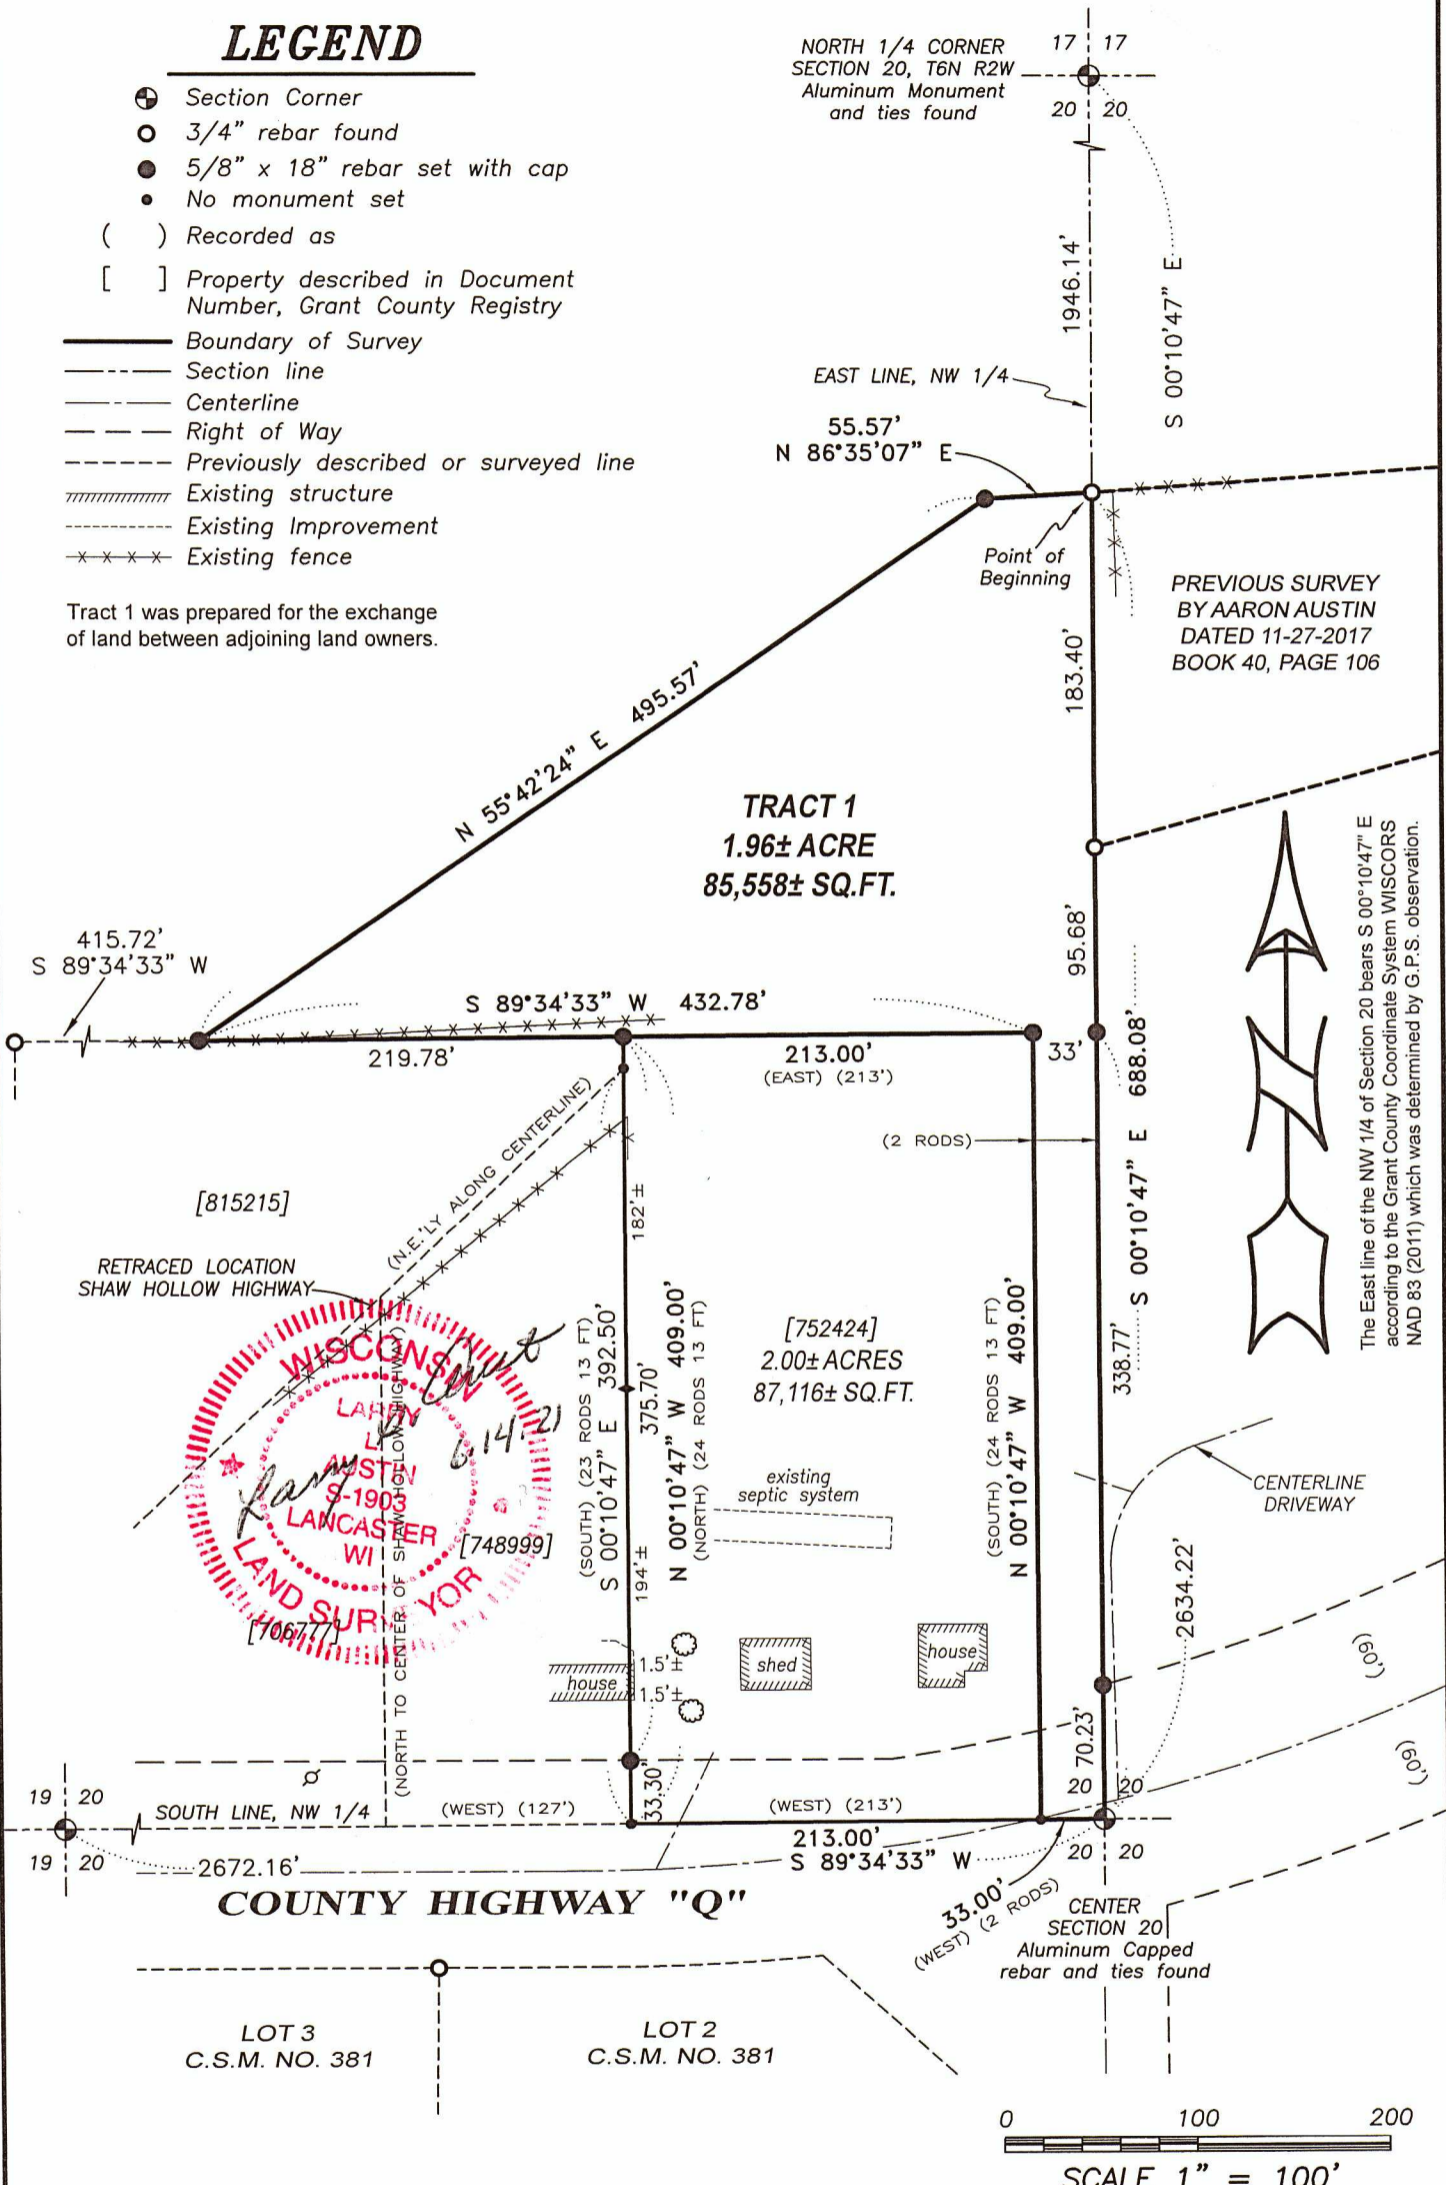 LEGEND
Section Corner
3/4" rebar found
5/8" x 18" rebar set with cap
No monument set
( ) Recorded as
[ ] Property described in Document
Number, Grant County Registry
Boundary of Survey
Section line
Centerline
Right of Way
Previously described or surveyed line
Existing structure
Existing Improvement
Existing fence
Tract 1 was prepared for the exchange
of land between adjoining land owners.
NORTH 1/4 CORNER
SECTION 20, T6N R2W
Aluminum Monument
and ties found
17 17
20 20
1946.14'
S 00°10'47" E
EAST LINE, NW 1/4
55.57'
N 86°35'07" E
Point of
Beginning
PREVIOUS SURVEY
BY AARON AUSTIN
DATED 11-27-2017
BOOK 40, PAGE 106
183.40'
N 55°42'24" E 495.57'
TRACT 1
1.96± ACRE
85,558± SQ.FT.
95.68'
415.72'
S 89°34'33" W
S 89°34'33" W 432.78'
219.78'
213.00'
(EAST) (213')
33'
(2 RODS)
S 00°10'47" E 688.08'
338.77'
The East line of the NW 1/4 of Section 20 bears S 00°10'47" E
according to the Grant County Coordinate System WISCORS
NAD 83 (2011) which was determined by G.P.S. observation.
(N.E.'LY ALONG CENTERLINE)
[815215]
RETRACED LOCATION
SHAW HOLLOW HIGHWAY
(NORTH TO CENTER OF SHAW HOLLOW HIGHWAY)
182'±
(SOUTH) (23 RODS 13 FT)
S 00°10'47" E 392.50'
375.70'
194'±
N 00°10'47" W 409.00'
(NORTH) (24 RODS 13 FT)
[752424]
2.00± ACRES
87,116± SQ.FT.
(SOUTH) (24 RODS 13 FT)
N 00°10'47" W 409.00'
existing
septic system
CENTERLINE
DRIVEWAY
2634.22'
WISCONSIN
LARRY
L.
AUSTIN
S-1903
LANCASTER
WI
LAND SURVEYOR
Larry Austin
6.14.21
[748999]
[706777]
house
1.5'±
1.5'±
shed
house
70.23'
(60')
(60')
33.30'
19 20
19 20
SOUTH LINE, NW 1/4
(WEST) (127')
(WEST) (213')
213.00'
S 89°34'33" W
20 20
20 20
2672.16'
COUNTY HIGHWAY "Q"
33.00'
(WEST) (2 RODS)
CENTER
SECTION 20
Aluminum Capped
rebar and ties found
LOT 3
C.S.M. NO. 381
LOT 2
C.S.M. NO. 381
0 100 200
SCALE 1" = 100'